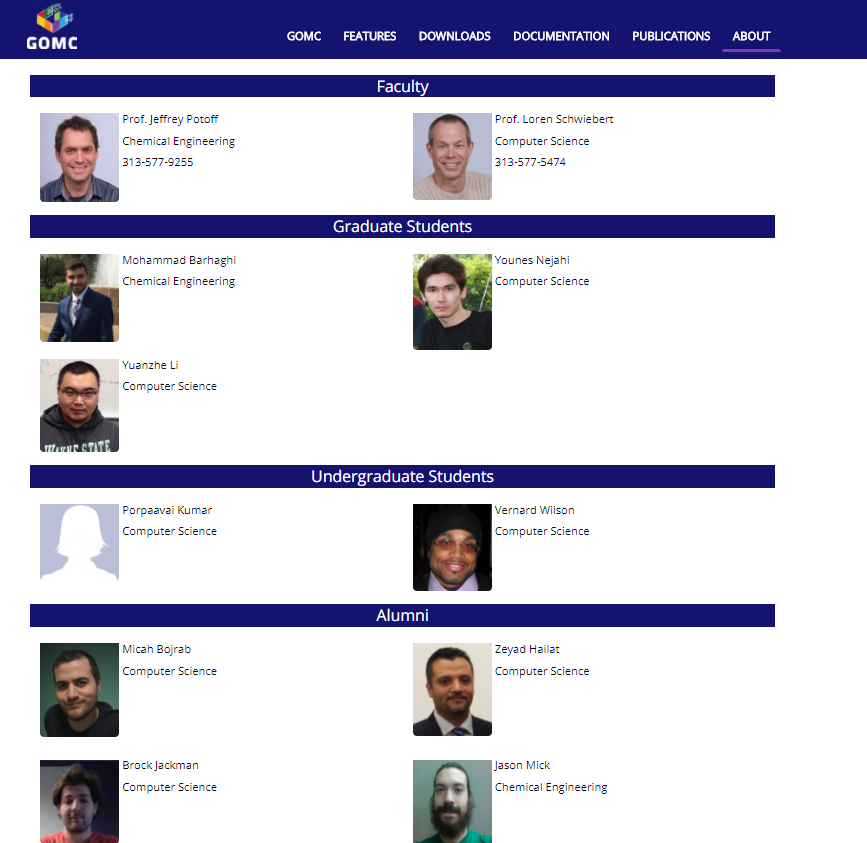 GOMC
GOMC FEATURES DOWNLOADS DOCUMENTATION PUBLICATIONS ABOUT
Faculty
Prof. Jeffrey Potoff
Chemical Engineering
313-577-9255
Prof. Loren Schwiebert
Computer Science
313-577-5474
Graduate Students
Mohammad Barhaghi
Chemical Engineering
Younes Nejahi
Computer Science
Yuanzhe Li
Computer Science
WAYNE STATE
Undergraduate Students
Porpaavai Kumar
Computer Science
Vernard Wilson
Computer Science
Alumni
Micah Bojrab
Computer Science
Zeyad Hailat
Computer Science
Brock Jackman
Computer Science
Jason Mick
Chemical Engineering